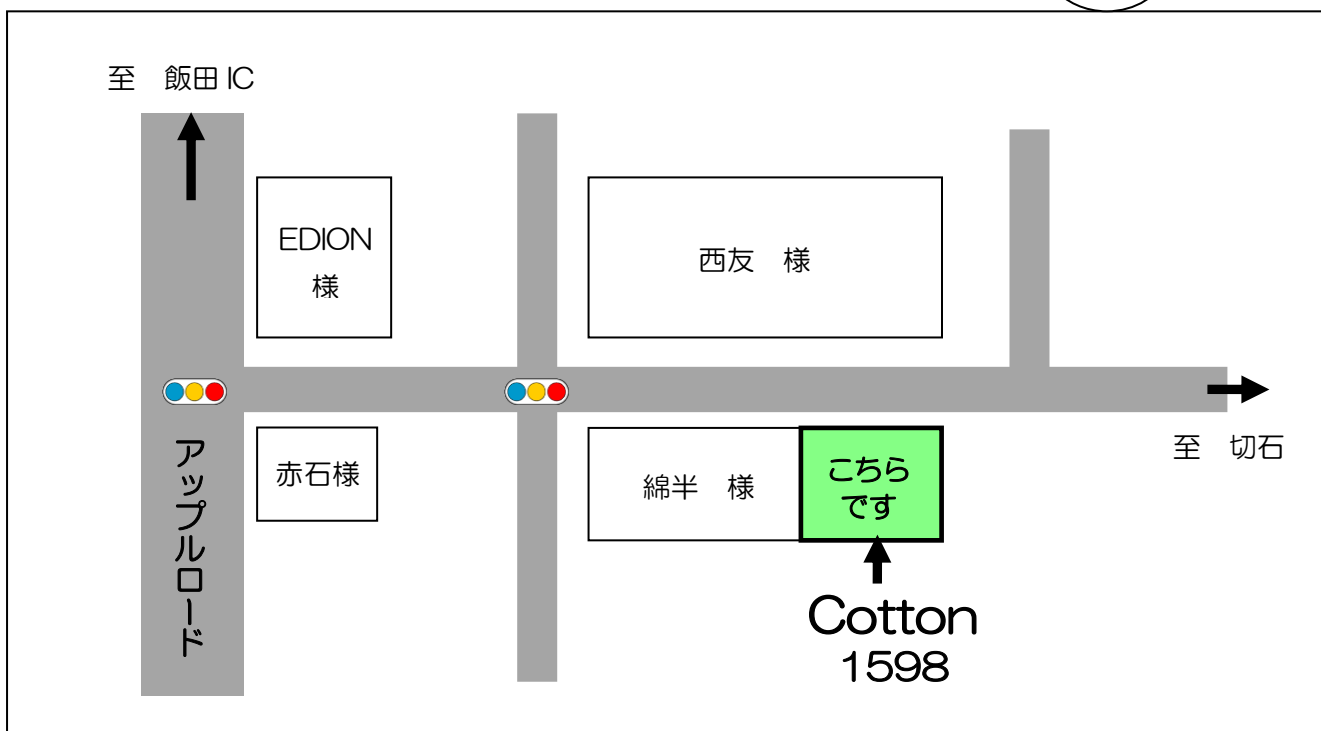 至　飯田 IC
EDION
様
西友　様
赤石様
綿半　様
こちら
です
至　切石
アップルロード
Cotton
1598